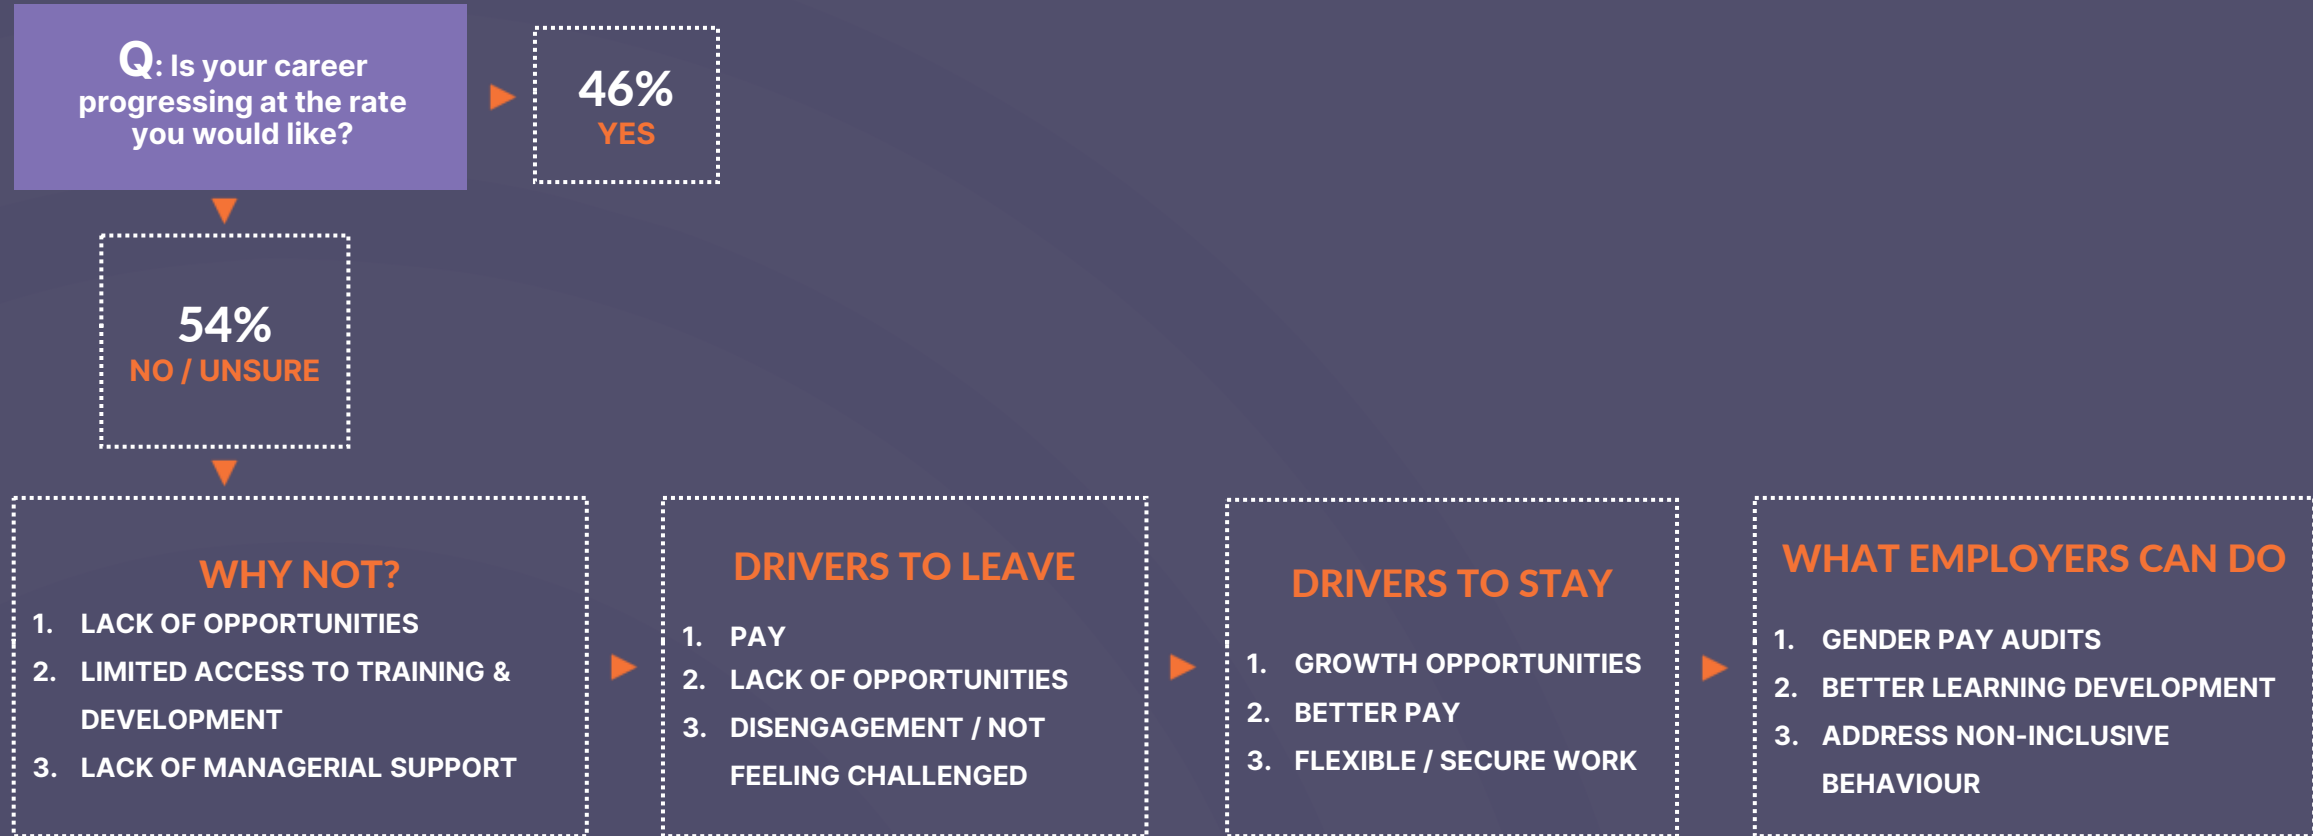 Q: Is your career
progressing at the rate
you would like?
46%
YES
54%
NO / UNSURE
WHY NOT?
1. LACK OF OPPORTUNITIES
2. LIMITED ACCESS TO TRAINING &
DEVELOPMENT
3. LACK OF MANAGERIAL SUPPORT
DRIVERS TO LEAVE
1. PAY
2. LACK OF OPPORTUNITIES
3. DISENGAGEMENT / NOT
FEELING CHALLENGED
DRIVERS TO STAY
1. GROWTH OPPORTUNITIES
2. BETTER PAY
3. FLEXIBLE / SECURE WORK
WHAT EMPLOYERS CAN DO
1. GENDER PAY AUDITS
2. BETTER LEARNING DEVELOPMENT
3. ADDRESS NON-INCLUSIVE
BEHAVIOUR